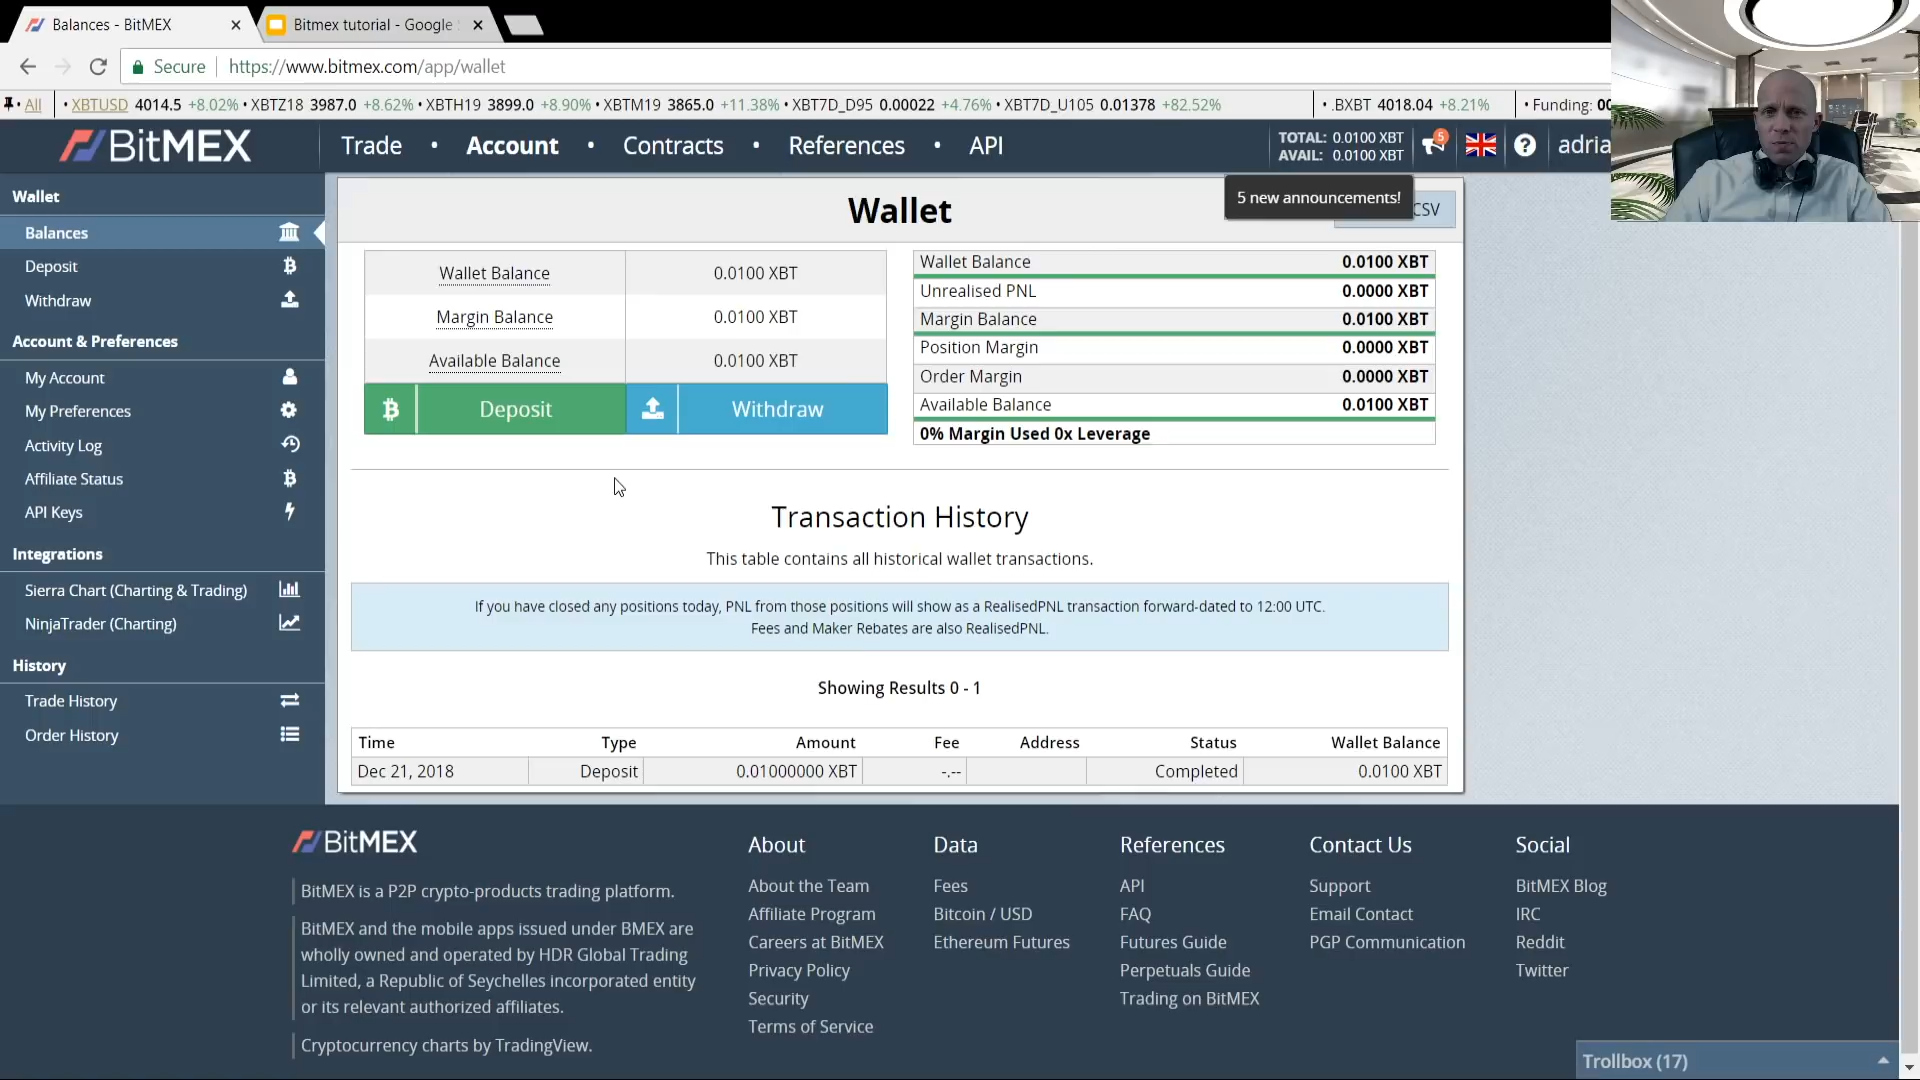 Balances - BitMEX
Bitmex tutorial - Google
Secure https://www.bitmex.com/app/wallet
All • XBTUSD 4014.5 +8.02% • XBTZ18 3987.0 +8.62% • XBTH19 3899.0 +8.90% • XBTM19 3865.0 +11.38% • XBT7D_D95 0.00022 +4.76% • XBT7D_U105 0.01378 +82.52% • .BXBT 4018.04 +8.21% • Funding:
BitMEX Trade • Account • Contracts • References • API
TOTAL: 0.0100 XBT
AVAIL: 0.0100 XBT
5
adria
5 new announcements!
CSV
Wallet
Balances
Deposit
Withdraw
Account & Preferences
My Account
My Preferences
Activity Log
Affiliate Status
API Keys
Integrations
Sierra Chart (Charting & Trading)
NinjaTrader (Charting)
History
Trade History
Order History
Wallet
Wallet Balance 0.0100 XBT
Margin Balance 0.0100 XBT
Available Balance 0.0100 XBT
Deposit Withdraw
Wallet Balance 0.0100 XBT
Unrealised PNL 0.0000 XBT
Margin Balance 0.0100 XBT
Position Margin 0.0000 XBT
Order Margin 0.0000 XBT
Available Balance 0.0100 XBT
0% Margin Used 0x Leverage
Transaction History
This table contains all historical wallet transactions.
If you have closed any positions today, PNL from those positions will show as a RealisedPNL transaction forward-dated to 12:00 UTC.
Fees and Maker Rebates are also RealisedPNL.
Showing Results 0 - 1
Time Type Amount Fee Address Status Wallet Balance
Dec 21, 2018 Deposit 0.01000000 XBT -.-- Completed 0.0100 XBT
BitMEX
BitMEX is a P2P crypto-products trading platform.
BitMEX and the mobile apps issued under BMEX are
wholly owned and operated by HDR Global Trading
Limited, a Republic of Seychelles incorporated entity
or its relevant authorized affiliates.
Cryptocurrency charts by TradingView.
About
About the Team
Affiliate Program
Careers at BitMEX
Privacy Policy
Security
Terms of Service
Data
Fees
Bitcoin / USD
Ethereum Futures
References
API
FAQ
Futures Guide
Perpetuals Guide
Trading on BitMEX
Contact Us
Support
Email Contact
PGP Communication
Social
BitMEX Blog
IRC
Reddit
Twitter
Trollbox (17)